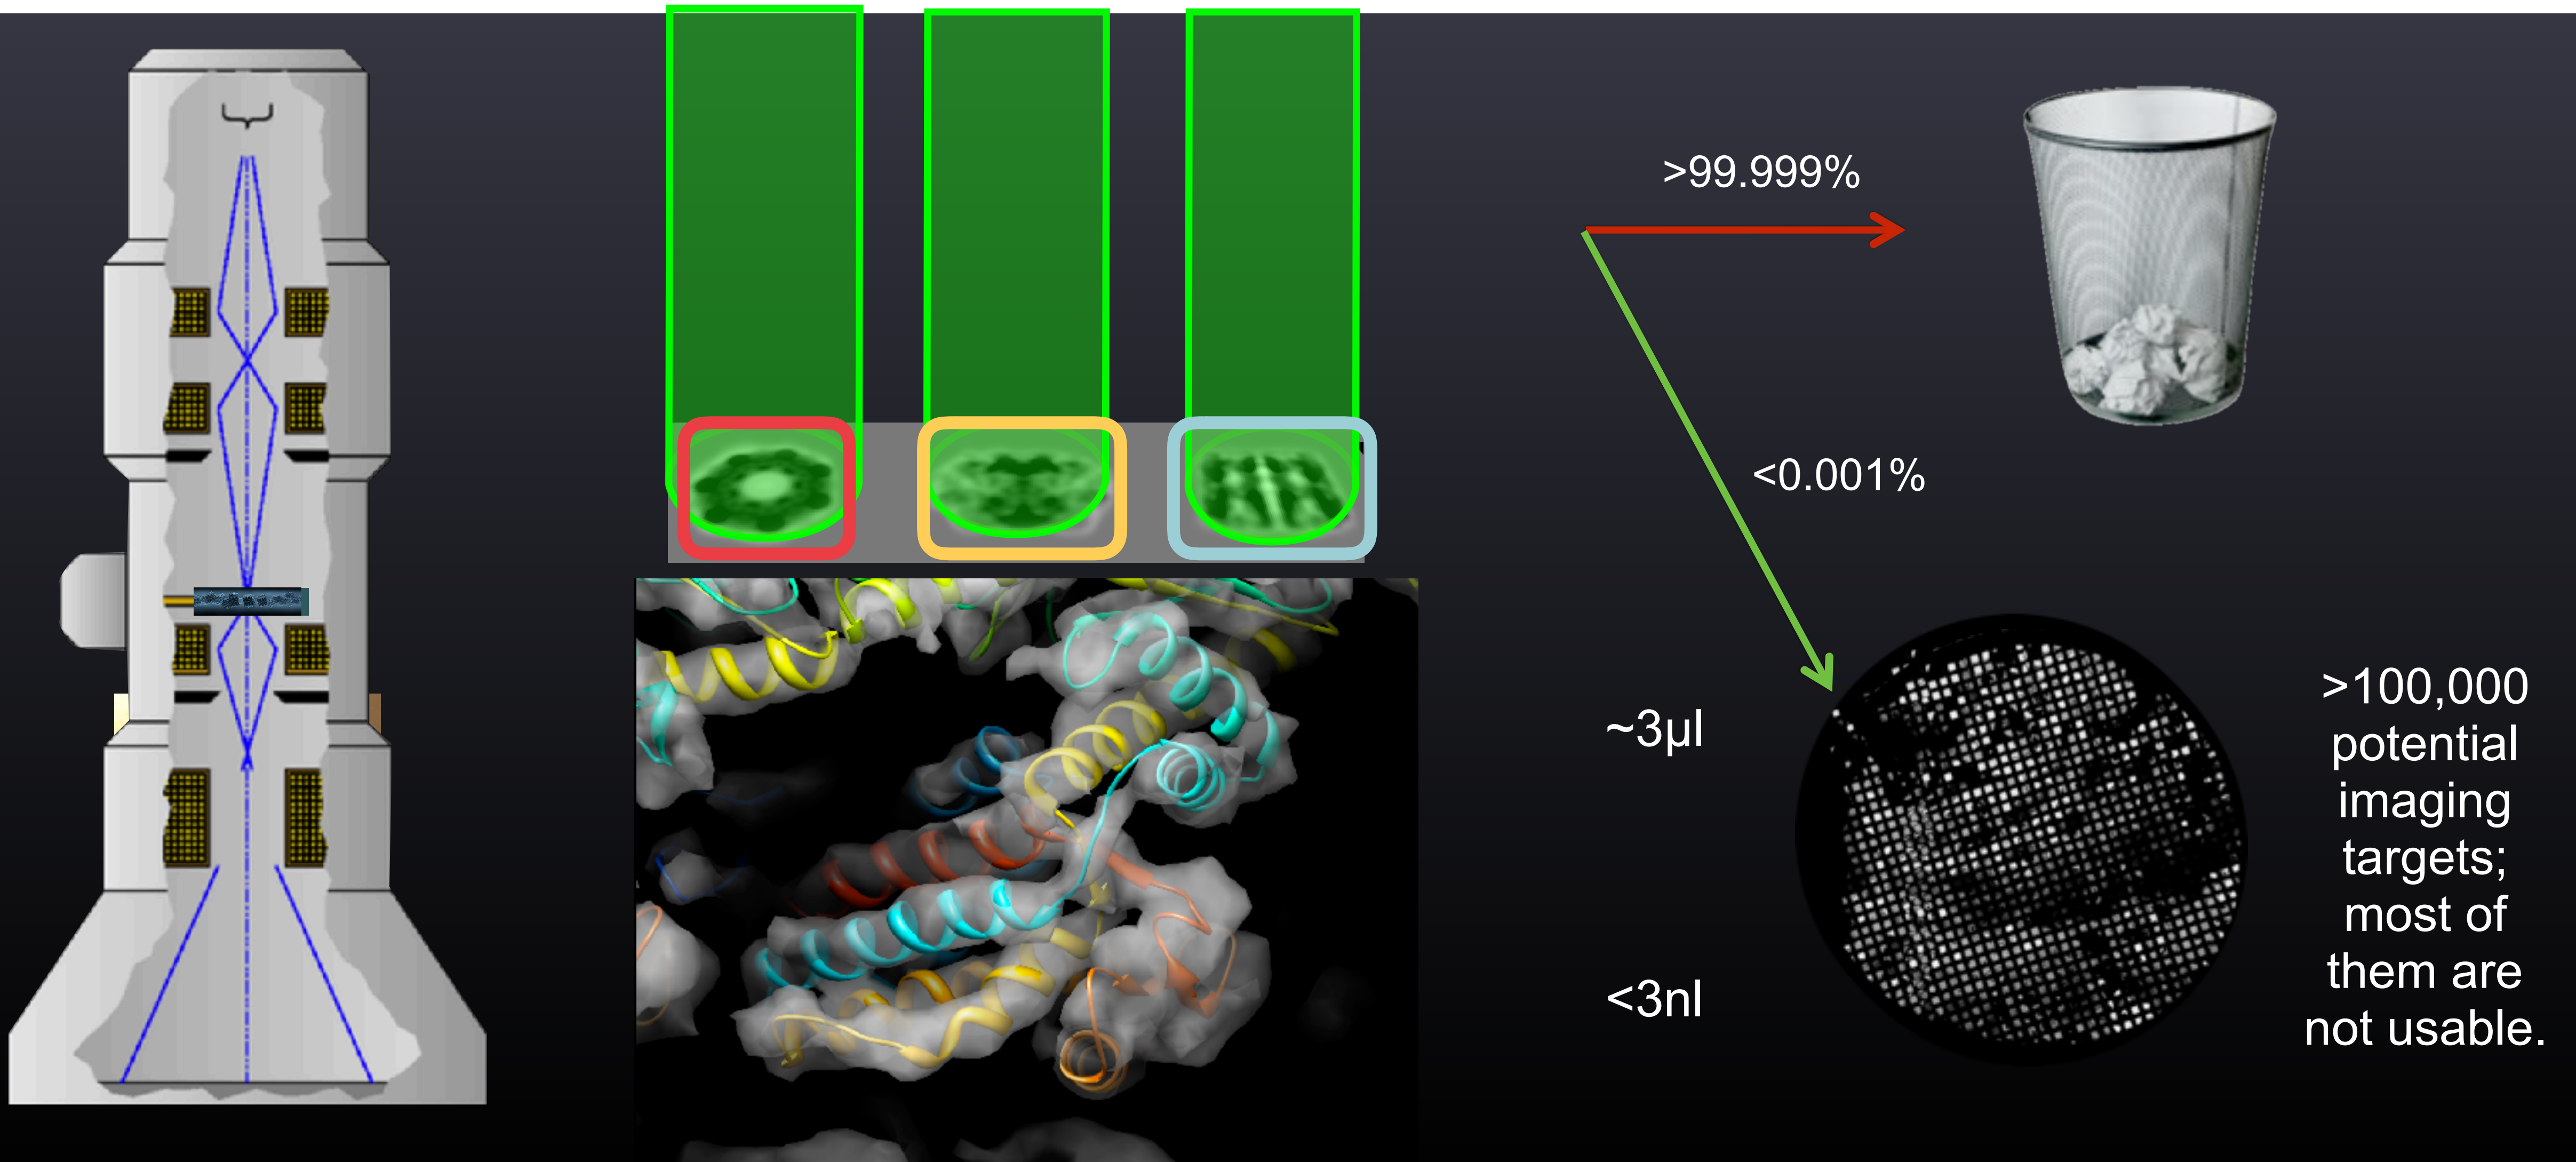 >99.999%
<0.001%
~3µl
<3nl
>100,000
potential
imaging
targets;
most of
them are
not usable.